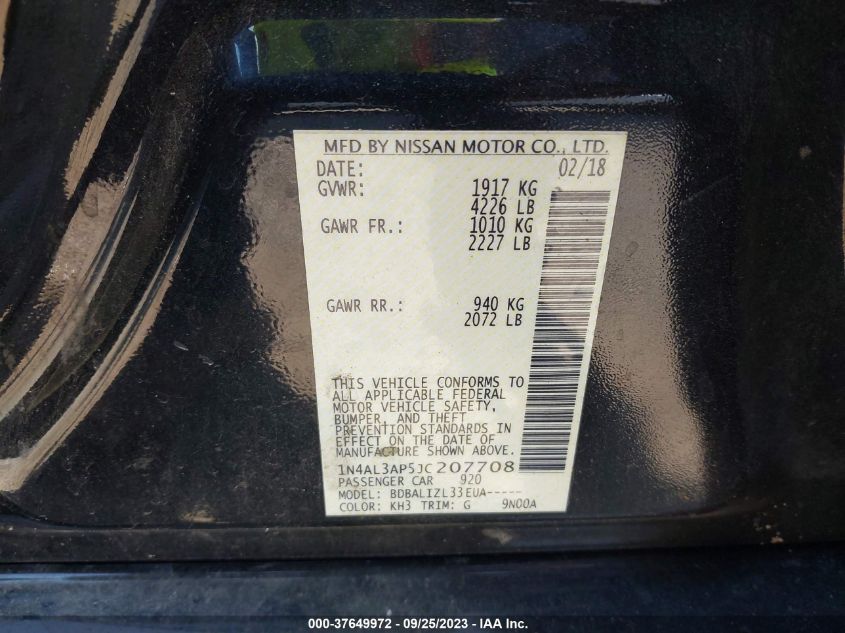 MFD BY NISSAN MOTOR CO., LTD.
DATE: 02/18
GVWR: 1917 KG
4226 LB
GAWR FR.: 1010 KG
2227 LB
GAWR RR.: 940 KG
2072 LB
THIS VEHICLE CONFORMS TO
ALL APPLICABLE FEDERAL
MOTOR VEHICLE SAFETY,
BUMPER, AND THEFT
PREVENTION STANDARDS IN
EFFECT ON THE DATE OF
MANUFACTURE SHOWN ABOVE.
1N4AL3AP5JC207708
PASSENGER CAR 920
MODEL: BDBALIZL33EUA-----
COLOR: KH3 TRIM: G 9N00A
000-37649972 - 09/25/2023 - IAA Inc.